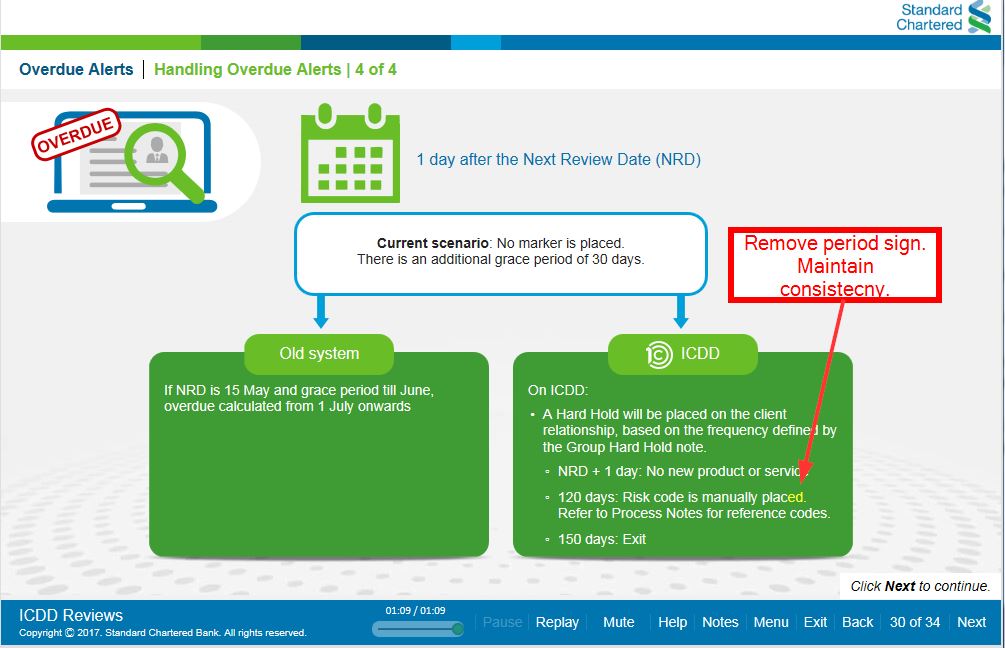 Standard
Chartered
Overdue Alerts | Handling Overdue Alerts | 4 of 4
OVERDUE
1 day after the Next Review Date (NRD)
Current scenario: No marker is placed.
There is an additional grace period of 30 days.
Remove period sign.
Maintain
consistecny.
Old system
If NRD is 15 May and grace period till June,
overdue calculated from 1 July onwards
ICDD
On ICDD:
• A Hard Hold will be placed on the client
relationship, based on the frequency defined by
the Group Hard Hold note.
◦ NRD + 1 day: No new product or service
◦ 120 days: Risk code is manually placed.
Refer to Process Notes for reference codes.
◦ 150 days: Exit
Click Next to continue.
ICDD Reviews
Copyright © 2017. Standard Chartered Bank. All rights reserved.
01:09 / 01:09
Pause Replay Mute Help Notes Menu Exit Back 30 of 34 Next